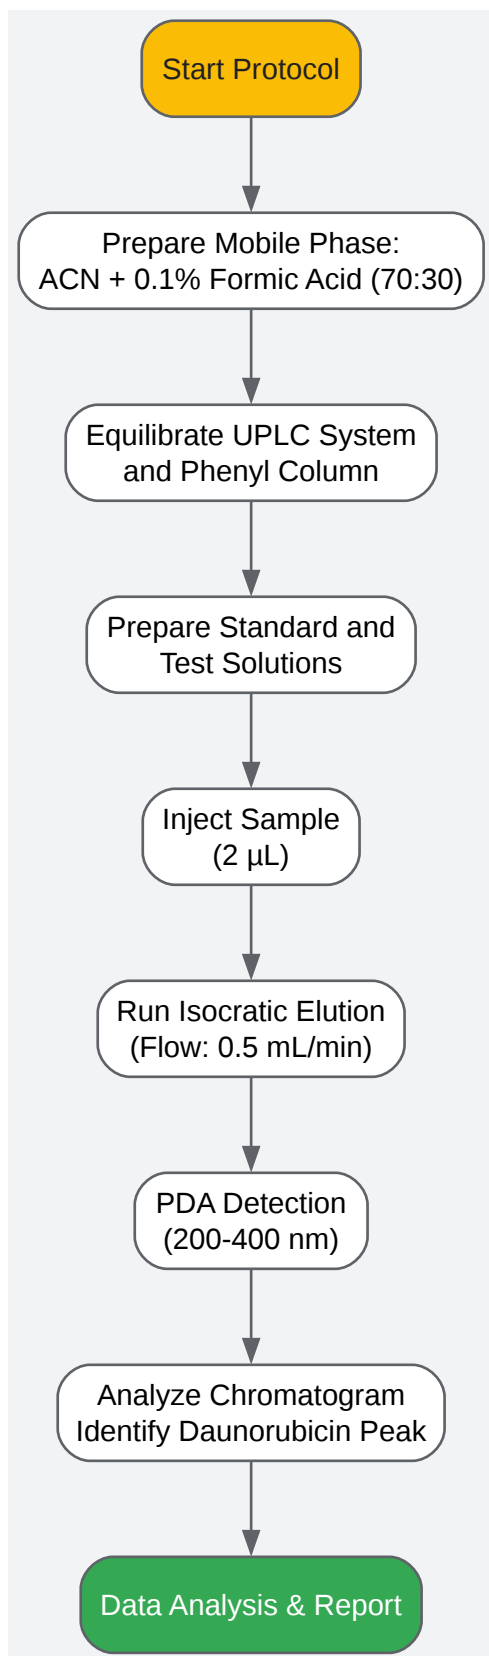 Start Protocol
Prepare Mobile Phase:
ACN + 0.1% Formic Acid (70:30)
Equilibrate UPLC System
and Phenyl Column
Prepare Standard and
Test Solutions
Inject Sample
(2 µL)
Run Isocratic Elution
(Flow: 0.5 mL/min)
PDA Detection
(200-400 nm)
Analyze Chromatogram
Identify Daunorubicin Peak
Data Analysis & Report